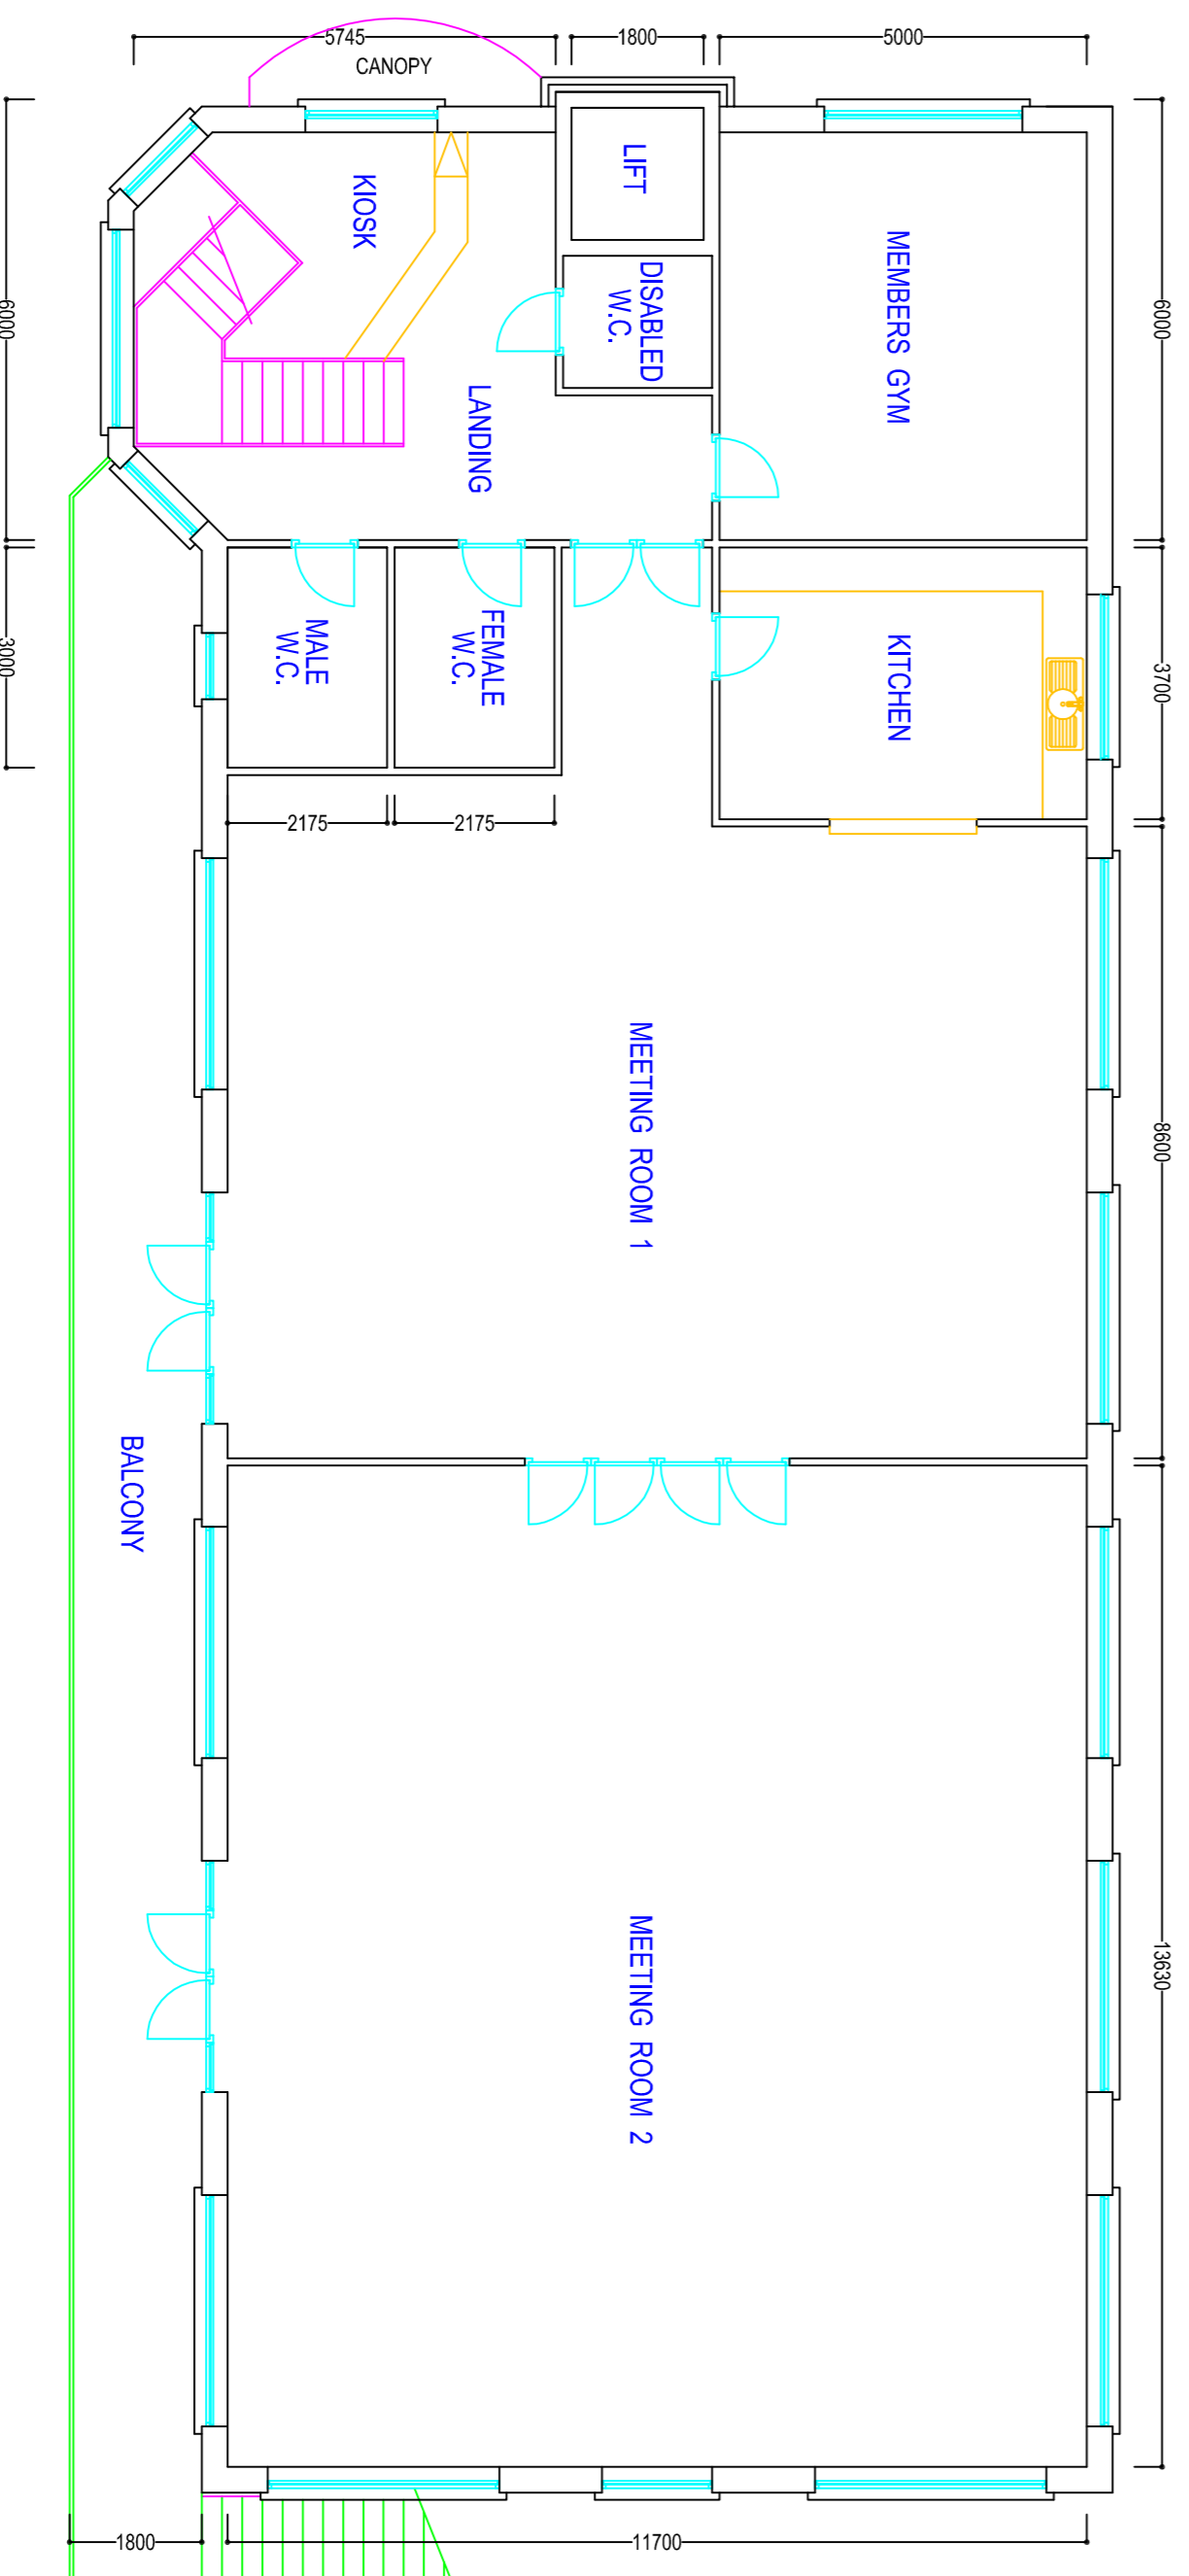 5745
1800
5000
CANOPY
6000
3000
6000
3700
8600
13630
LIFT
KIOSK
DISABLED
W.C.
MEMBERS GYM
LANDING
MALE
W.C.
FEMALE
W.C.
KITCHEN
2175
2175
MEETING ROOM 1
BALCONY
MEETING ROOM 2
1800
11700